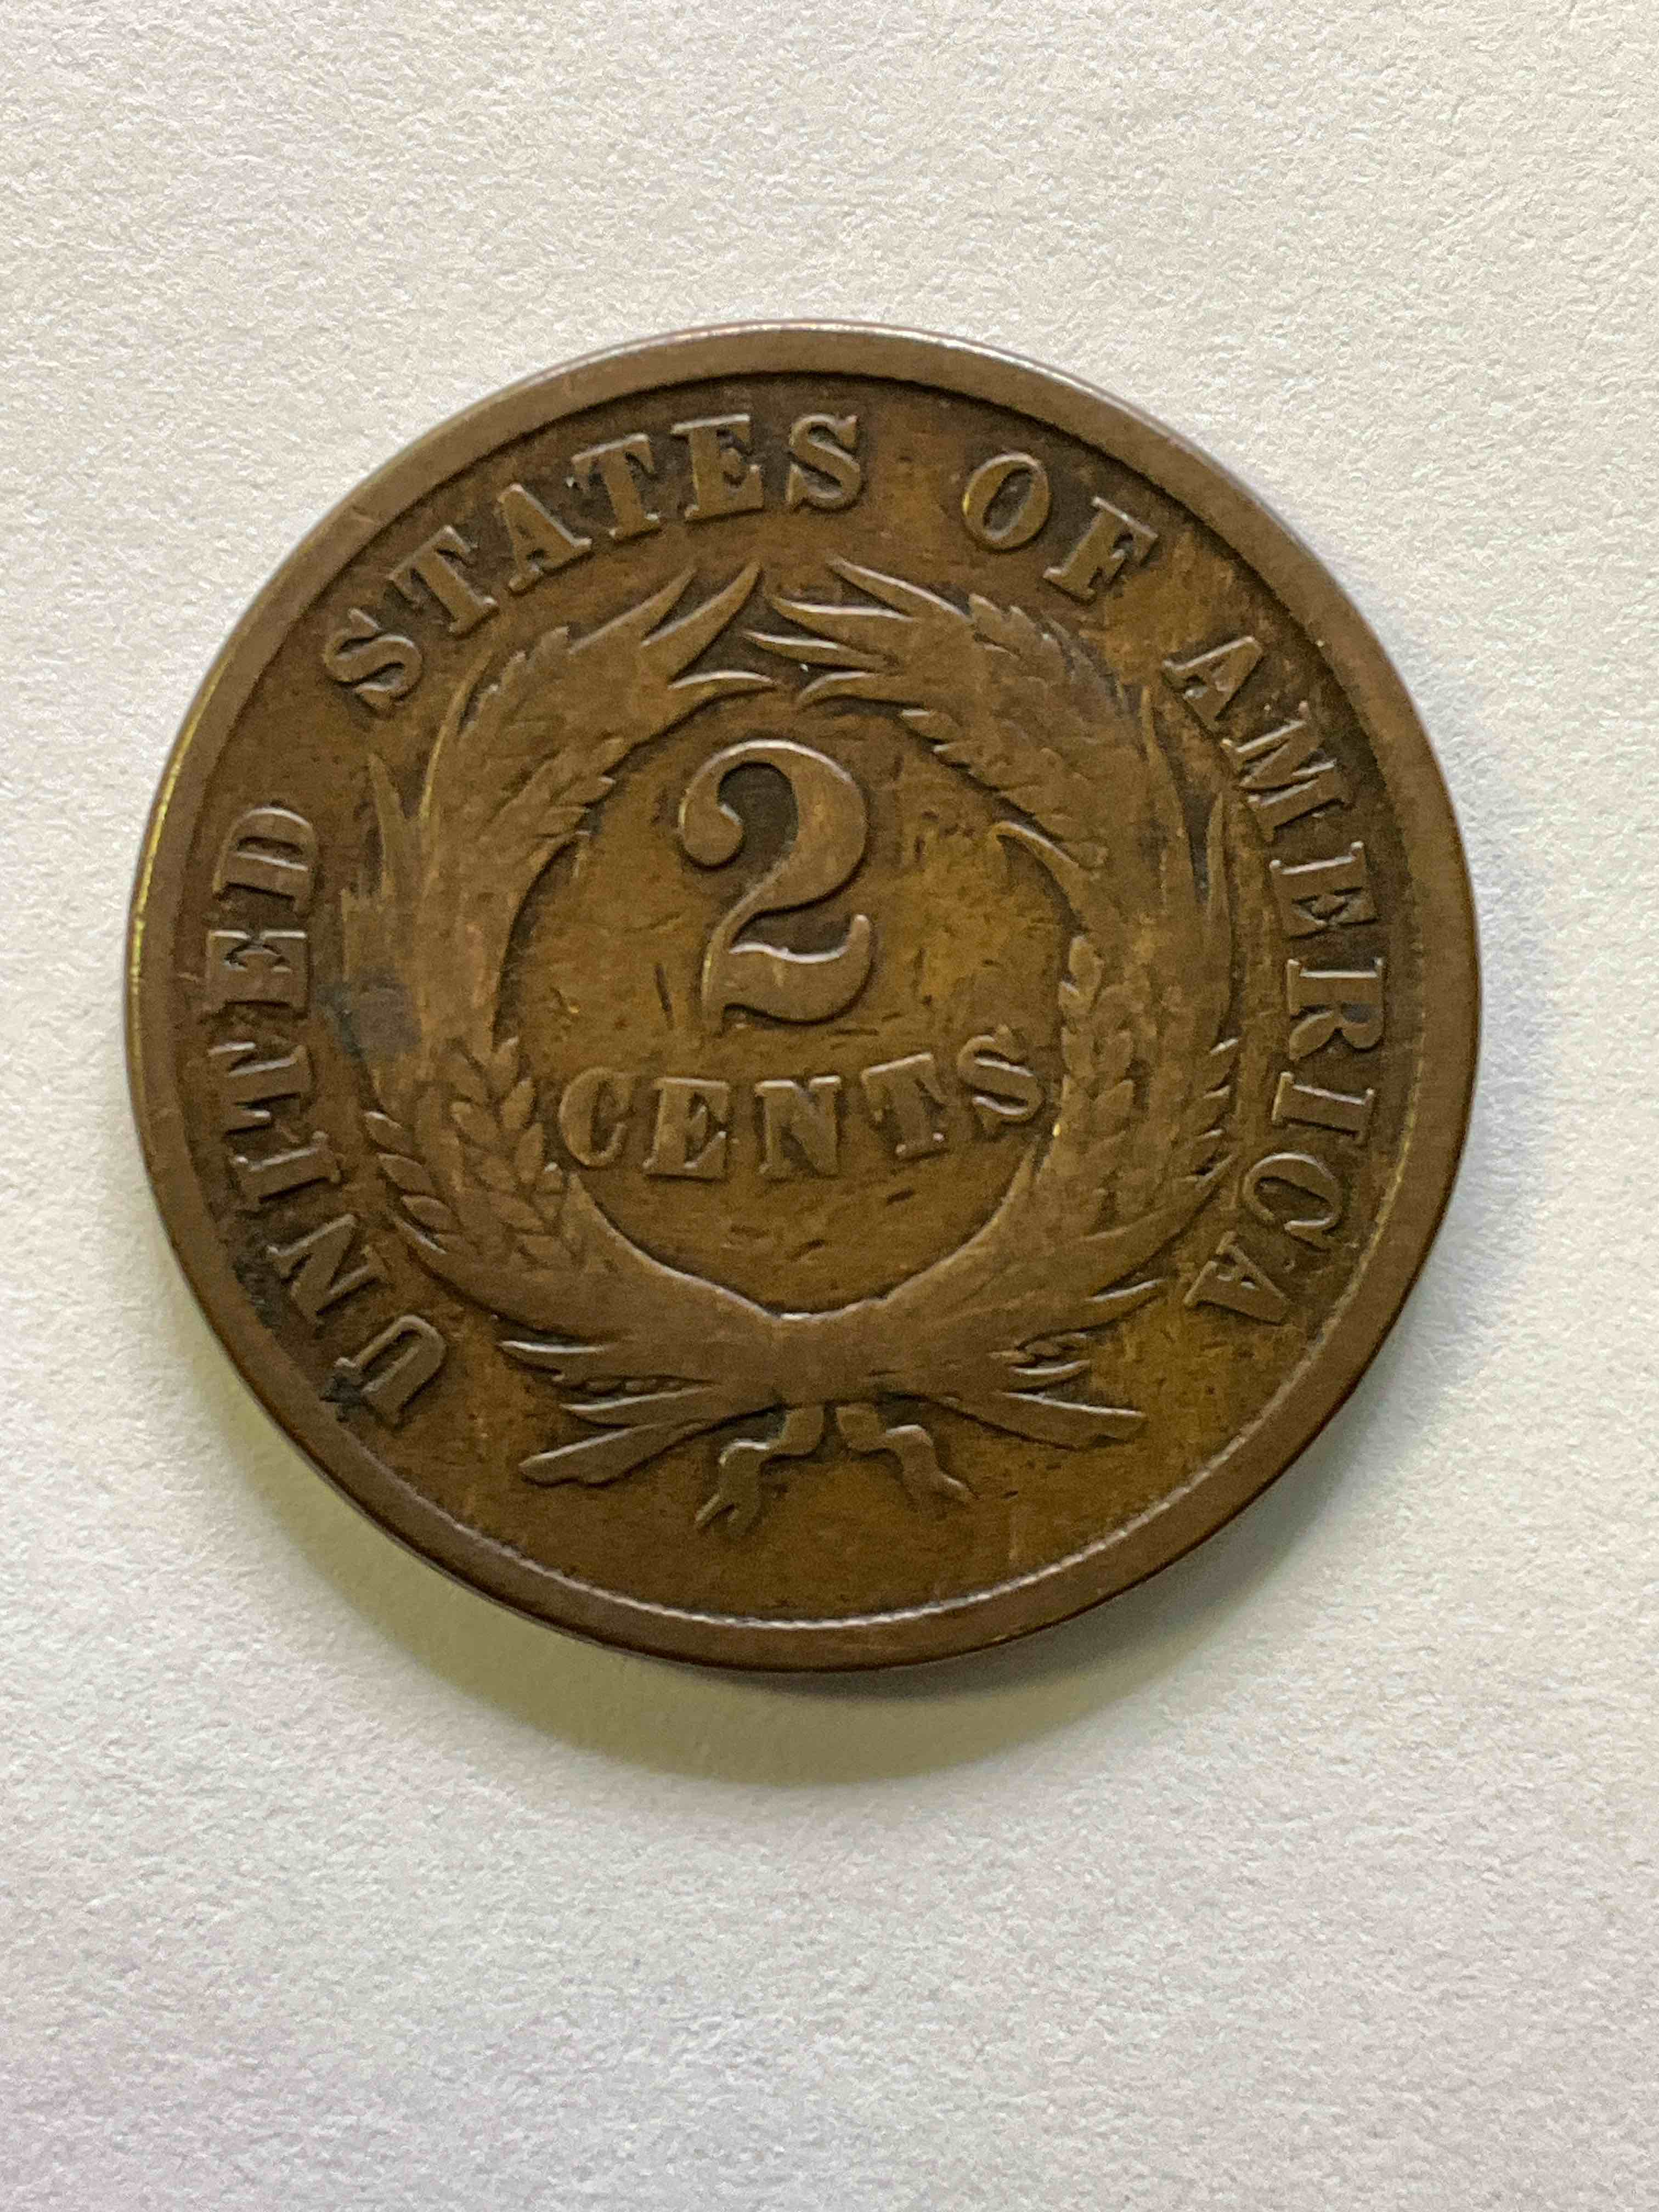 UNITED STATES OF AMERICA
2
CENTS